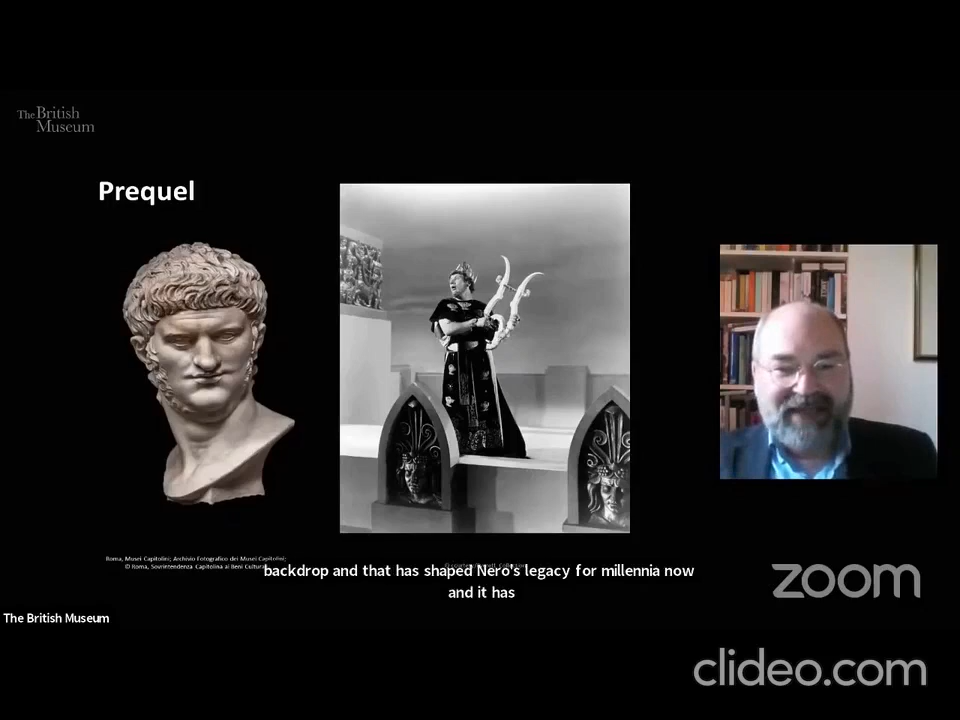 The British
Museum
Prequel
Roma, Musei Capitolini; Archivio Fotografico dei Musei Capitolini;
© Roma, Sovrintendenza Capitolina ai Beni Culturali
backdrop and that has shaped Nero's legacy for millennia now
and it has
zoom
The British Museum
clideo.com